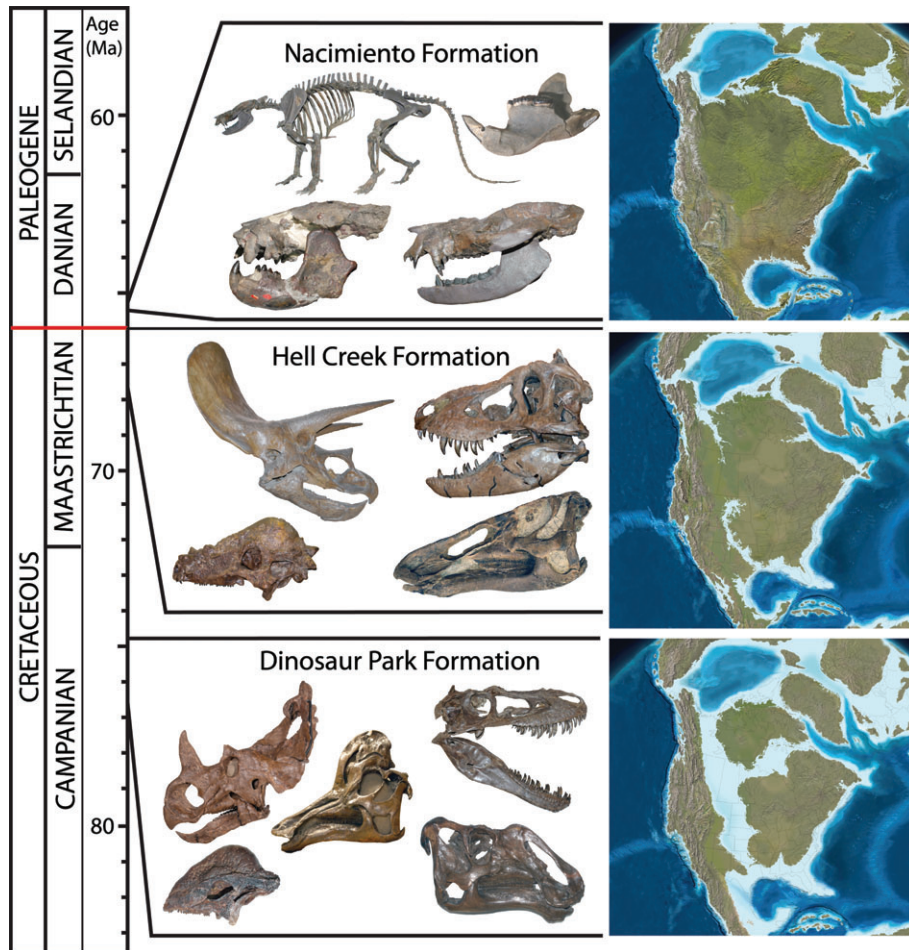 Age
(Ma)
PALEOGENE
SELANDIAN
DANIAN
60
Nacimiento Formation
CRETACEOUS
MAASTRICHTIAN
70
Hell Creek Formation
CAMPANIAN
80
Dinosaur Park Formation